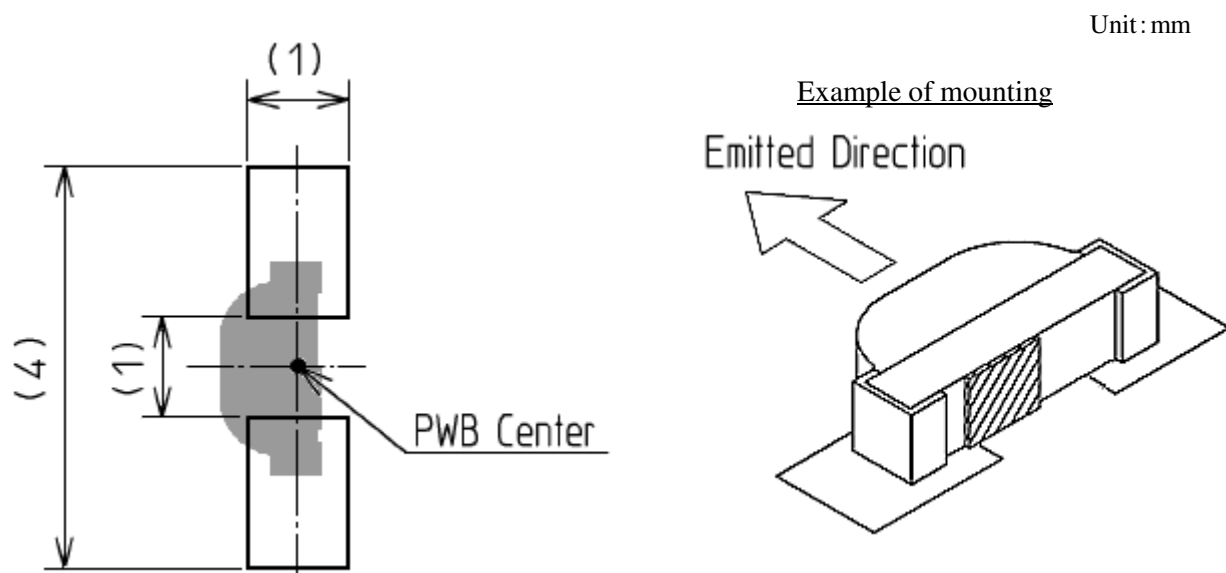 Unit：mm
(1)
Example of mounting
Emitted Direction
(4)
(1)
PWB Center